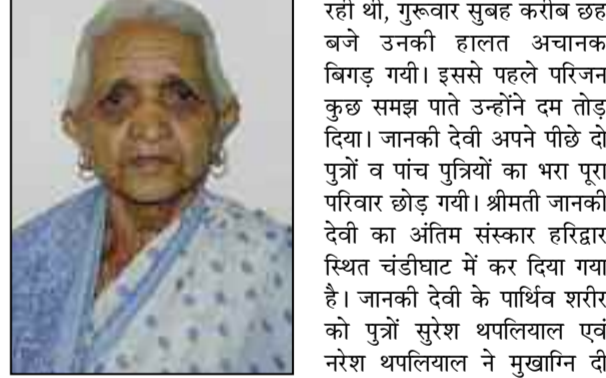 रही थी, गुरूवार सुबह करीब छह
बजे उनकी हालत अचानक
बिगड़ गयी। इससे पहले परिजन
कुछ समझ पाते उन्होंने दम तोड़
दिया। जानकी देवी अपने पीछे दो
पुत्रों व पांच पुत्रियों का भरा पूरा
परिवार छोड़ गयी। श्रीमती जानकी
देवी का अंतिम संस्कार हरिद्वार
स्थित चंडीघाट में कर दिया गया
है। जानकी देवी के पार्थिव शरीर
को पुत्रों सुरेश थपलियाल एवं
नरेश थपलियाल ने मुखाग्नि दी